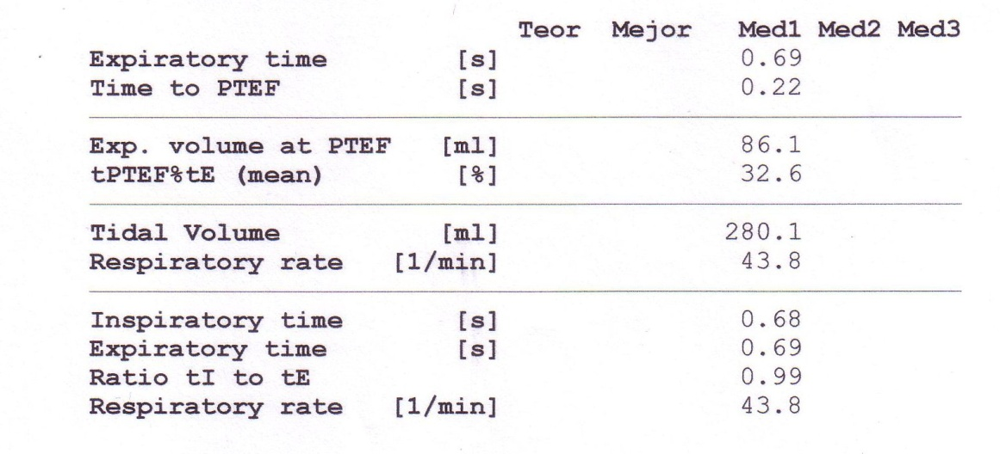 Teor Mejor Med1 Med2 Med3
Expiratory time [s] 0.69
Time to PTEF [s] 0.22
Exp. volume at PTEF [ml] 86.1
tPTEF%tE (mean) [%] 32.6
Tidal Volume [ml] 280.1
Respiratory rate [1/min] 43.8
Inspiratory time [s] 0.68
Expiratory time [s] 0.69
Ratio tI to tE 0.99
Respiratory rate [1/min] 43.8